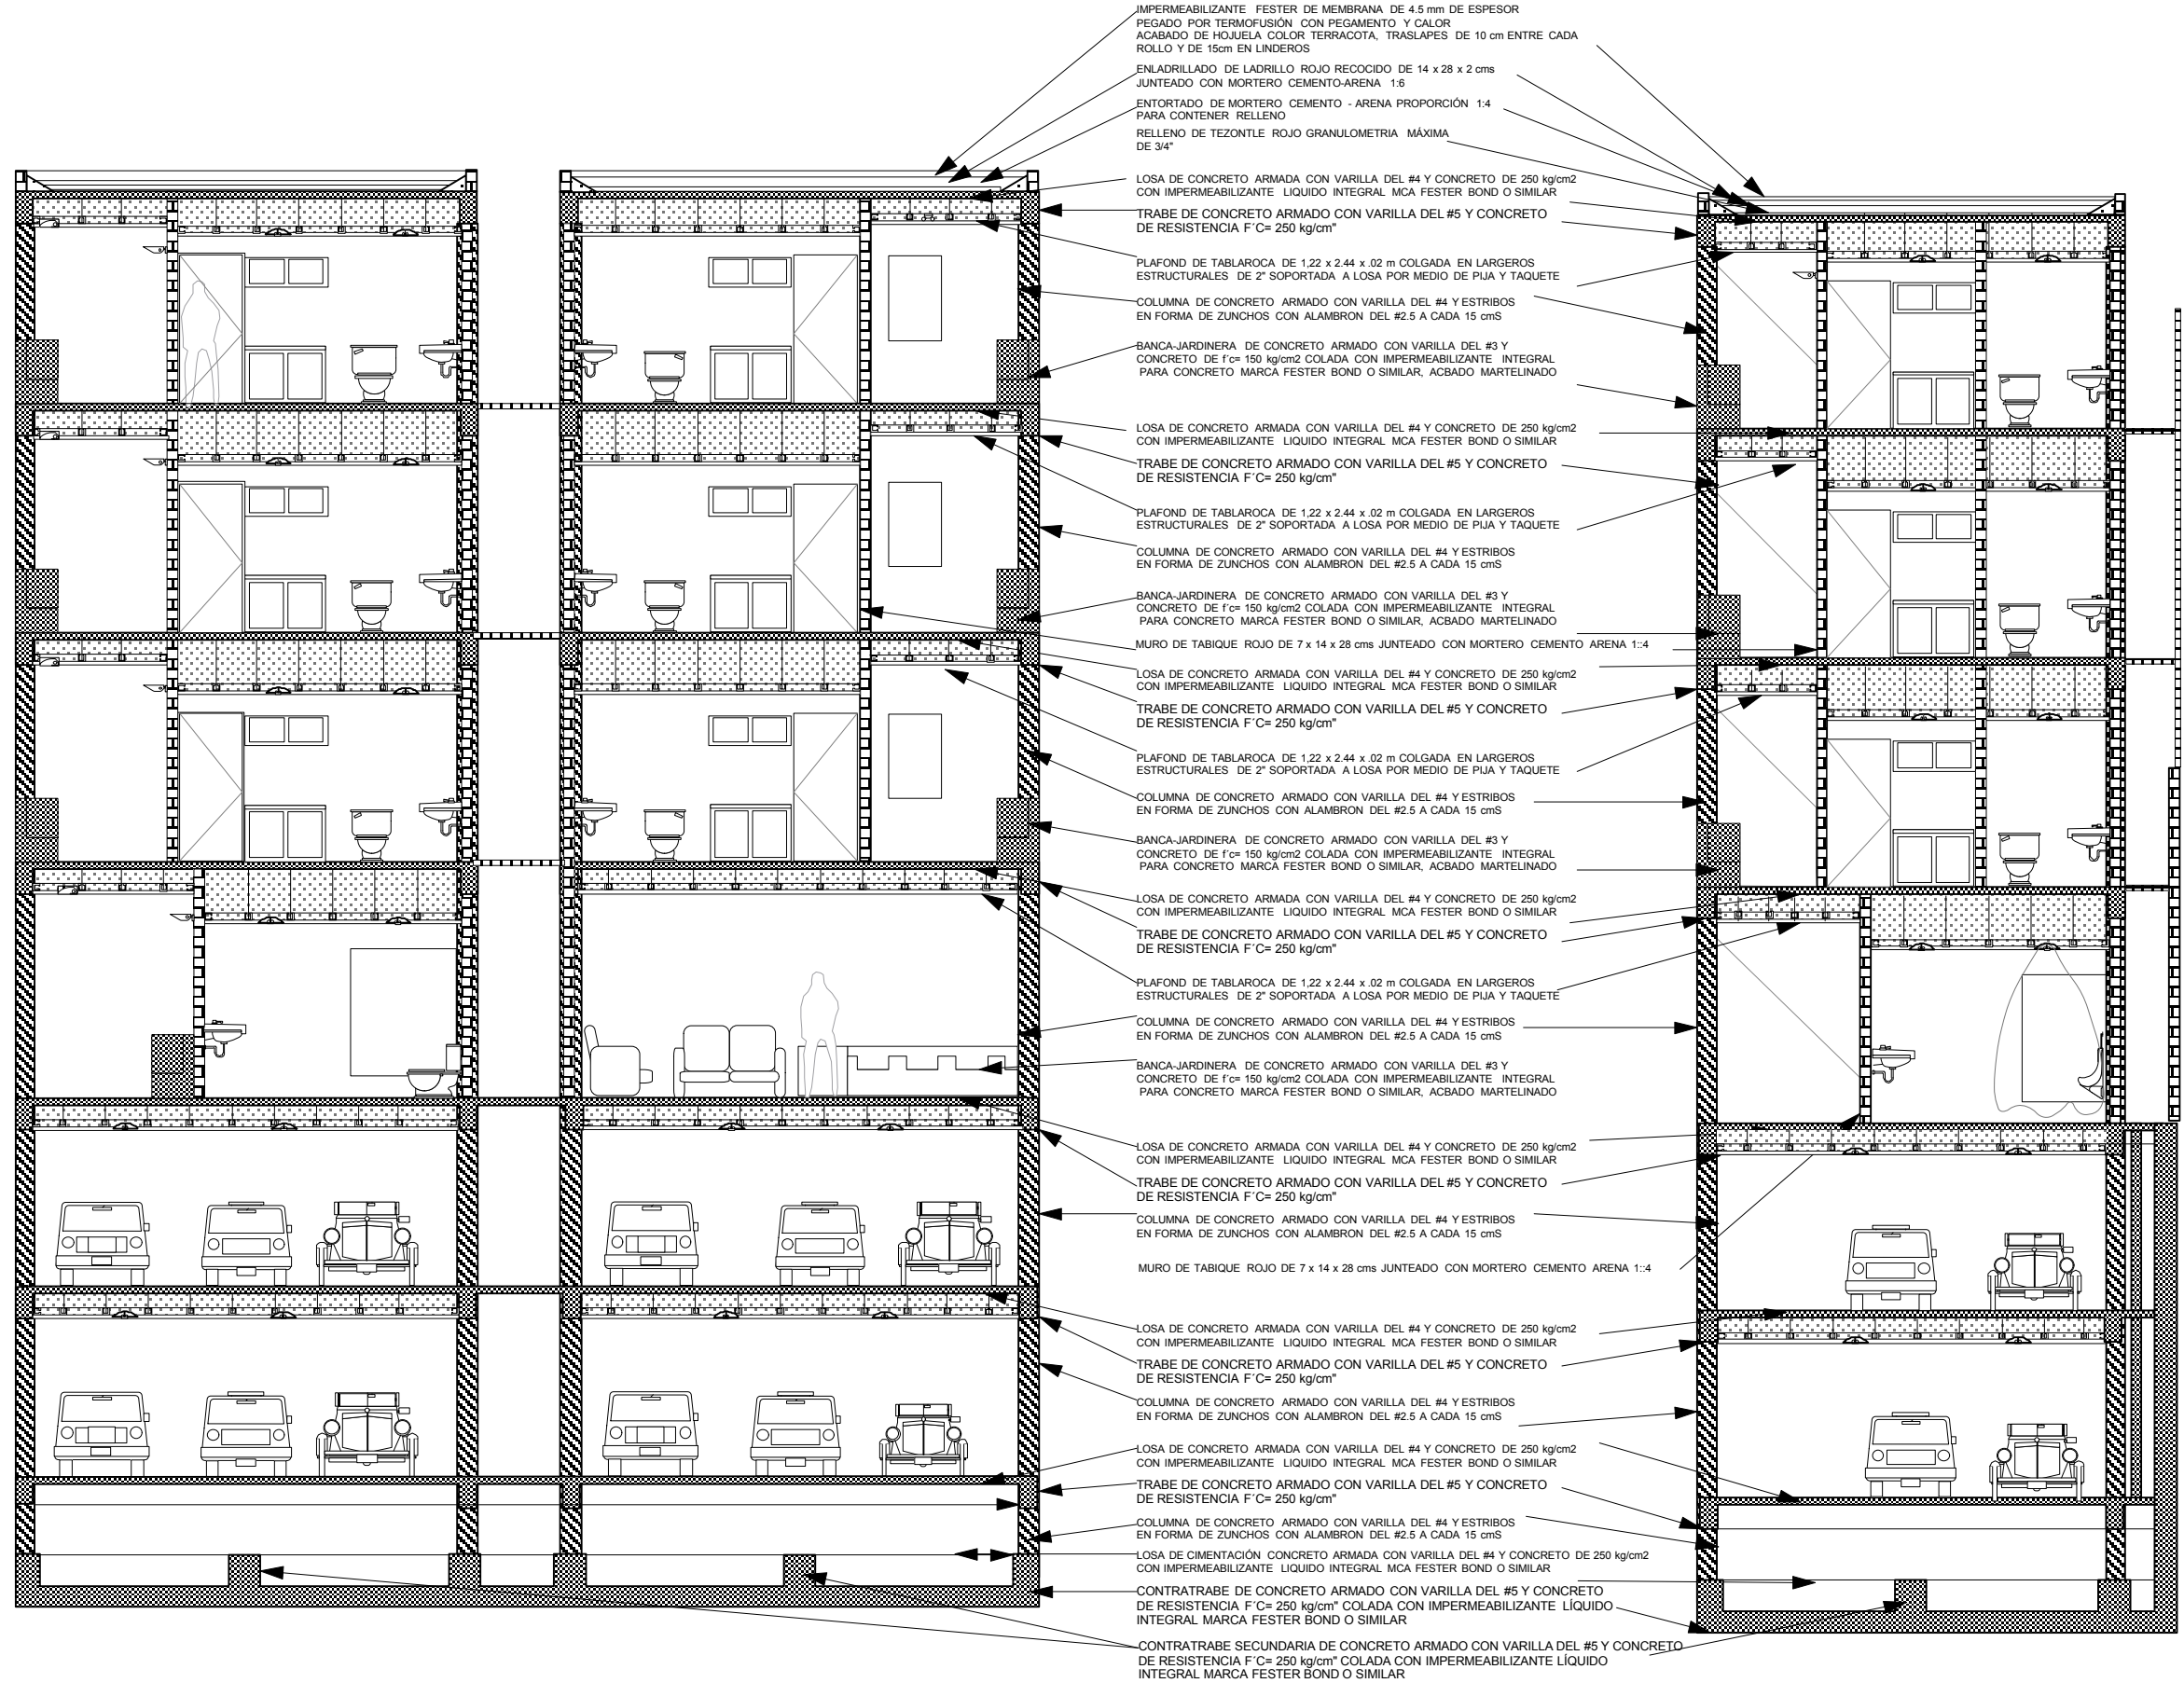 IMPERMEABILIZANTE FESTER DE MEMBRANA DE 4.5 mm DE ESPESOR
PEGADO POR TERMOFUSIÓN CON PEGAMENTO Y CALOR
ACABADO DE HOJUELA COLOR TERRACOTA, TRASLAPES DE 10 cm ENTRE CADA
ROLLO Y DE 15cm EN LINDEROS
ENLADRILLADO DE LADRILLO ROJO RECOCIDO DE 14 x 28 x 2 cms
JUNTEADO CON MORTERO CEMENTO-ARENA 1:6
ENTORTADO DE MORTERO CEMENTO - ARENA PROPORCIÓN 1:4
PARA CONTENER RELLENO
RELLENO DE TEZONTLE ROJO GRANULOMETRIA MÁXIMA
DE 3/4"
LOSA DE CONCRETO ARMADA CON VARILLA DEL #4 Y CONCRETO DE 250 kg/cm2
CON IMPERMEABILIZANTE LIQUIDO INTEGRAL MCA FESTER BOND O SIMILAR
TRABE DE CONCRETO ARMADO CON VARILLA DEL #5 Y CONCRETO
DE RESISTENCIA F´C= 250 kg/cm"
PLAFOND DE TABLAROCA DE 1,22 x 2.44 x .02 m COLGADA EN LARGEROS
ESTRUCTURALES DE 2" SOPORTADA A LOSA POR MEDIO DE PIJA Y TAQUETE
COLUMNA DE CONCRETO ARMADO CON VARILLA DEL #4 Y ESTRIBOS
EN FORMA DE ZUNCHOS CON ALAMBRON DEL #2.5 A CADA 15 cmS
BANCA-JARDINERA DE CONCRETO ARMADO CON VARILLA DEL #3 Y
CONCRETO DE f´c= 150 kg/cm2 COLADA CON IMPERMEABILIZANTE INTEGRAL
PARA CONCRETO MARCA FESTER BOND O SIMILAR, ACBADO MARTELINADO
LOSA DE CONCRETO ARMADA CON VARILLA DEL #4 Y CONCRETO DE 250 kg/cm2
CON IMPERMEABILIZANTE LIQUIDO INTEGRAL MCA FESTER BOND O SIMILAR
TRABE DE CONCRETO ARMADO CON VARILLA DEL #5 Y CONCRETO
DE RESISTENCIA F´C= 250 kg/cm"
PLAFOND DE TABLAROCA DE 1,22 x 2.44 x .02 m COLGADA EN LARGEROS
ESTRUCTURALES DE 2" SOPORTADA A LOSA POR MEDIO DE PIJA Y TAQUETE
COLUMNA DE CONCRETO ARMADO CON VARILLA DEL #4 Y ESTRIBOS
EN FORMA DE ZUNCHOS CON ALAMBRON DEL #2.5 A CADA 15 cmS
BANCA-JARDINERA DE CONCRETO ARMADO CON VARILLA DEL #3 Y
CONCRETO DE f´c= 150 kg/cm2 COLADA CON IMPERMEABILIZANTE INTEGRAL
PARA CONCRETO MARCA FESTER BOND O SIMILAR, ACBADO MARTELINADO
MURO DE TABIQUE ROJO DE 7 x 14 x 28 cms JUNTEADO CON MORTERO CEMENTO ARENA 1::4
LOSA DE CONCRETO ARMADA CON VARILLA DEL #4 Y CONCRETO DE 250 kg/cm2
CON IMPERMEABILIZANTE LIQUIDO INTEGRAL MCA FESTER BOND O SIMILAR
TRABE DE CONCRETO ARMADO CON VARILLA DEL #5 Y CONCRETO
DE RESISTENCIA F´C= 250 kg/cm"
PLAFOND DE TABLAROCA DE 1,22 x 2.44 x .02 m COLGADA EN LARGEROS
ESTRUCTURALES DE 2" SOPORTADA A LOSA POR MEDIO DE PIJA Y TAQUETE
COLUMNA DE CONCRETO ARMADO CON VARILLA DEL #4 Y ESTRIBOS
EN FORMA DE ZUNCHOS CON ALAMBRON DEL #2.5 A CADA 15 cmS
BANCA-JARDINERA DE CONCRETO ARMADO CON VARILLA DEL #3 Y
CONCRETO DE f´c= 150 kg/cm2 COLADA CON IMPERMEABILIZANTE INTEGRAL
PARA CONCRETO MARCA FESTER BOND O SIMILAR, ACBADO MARTELINADO
LOSA DE CONCRETO ARMADA CON VARILLA DEL #4 Y CONCRETO DE 250 kg/cm2
CON IMPERMEABILIZANTE LIQUIDO INTEGRAL MCA FESTER BOND O SIMILAR
TRABE DE CONCRETO ARMADO CON VARILLA DEL #5 Y CONCRETO
DE RESISTENCIA F´C= 250 kg/cm"
PLAFOND DE TABLAROCA DE 1,22 x 2.44 x .02 m COLGADA EN LARGEROS
ESTRUCTURALES DE 2" SOPORTADA A LOSA POR MEDIO DE PIJA Y TAQUETE
COLUMNA DE CONCRETO ARMADO CON VARILLA DEL #4 Y ESTRIBOS
EN FORMA DE ZUNCHOS CON ALAMBRON DEL #2.5 A CADA 15 cmS
BANCA-JARDINERA DE CONCRETO ARMADO CON VARILLA DEL #3 Y
CONCRETO DE f´c= 150 kg/cm2 COLADA CON IMPERMEABILIZANTE INTEGRAL
PARA CONCRETO MARCA FESTER BOND O SIMILAR, ACBADO MARTELINADO
LOSA DE CONCRETO ARMADA CON VARILLA DEL #4 Y CONCRETO DE 250 kg/cm2
CON IMPERMEABILIZANTE LIQUIDO INTEGRAL MCA FESTER BOND O SIMILAR
TRABE DE CONCRETO ARMADO CON VARILLA DEL #5 Y CONCRETO
DE RESISTENCIA F´C= 250 kg/cm"
COLUMNA DE CONCRETO ARMADO CON VARILLA DEL #4 Y ESTRIBOS
EN FORMA DE ZUNCHOS CON ALAMBRON DEL #2.5 A CADA 15 cmS
MURO DE TABIQUE ROJO DE 7 x 14 x 28 cms JUNTEADO CON MORTERO CEMENTO ARENA 1::4
LOSA DE CONCRETO ARMADA CON VARILLA DEL #4 Y CONCRETO DE 250 kg/cm2
CON IMPERMEABILIZANTE LIQUIDO INTEGRAL MCA FESTER BOND O SIMILAR
TRABE DE CONCRETO ARMADO CON VARILLA DEL #5 Y CONCRETO
DE RESISTENCIA F´C= 250 kg/cm"
COLUMNA DE CONCRETO ARMADO CON VARILLA DEL #4 Y ESTRIBOS
EN FORMA DE ZUNCHOS CON ALAMBRON DEL #2.5 A CADA 15 cmS
LOSA DE CONCRETO ARMADA CON VARILLA DEL #4 Y CONCRETO DE 250 kg/cm2
CON IMPERMEABILIZANTE LIQUIDO INTEGRAL MCA FESTER BOND O SIMILAR
TRABE DE CONCRETO ARMADO CON VARILLA DEL #5 Y CONCRETO
DE RESISTENCIA F´C= 250 kg/cm"
COLUMNA DE CONCRETO ARMADO CON VARILLA DEL #4 Y ESTRIBOS
EN FORMA DE ZUNCHOS CON ALAMBRON DEL #2.5 A CADA 15 cmS
LOSA DE CIMENTACIÓN CONCRETO ARMADA CON VARILLA DEL #4 Y CONCRETO DE 250 kg/cm2
CON IMPERMEABILIZANTE LIQUIDO INTEGRAL MCA FESTER BOND O SIMILAR
CONTRATRABE DE CONCRETO ARMADO CON VARILLA DEL #5 Y CONCRETO
DE RESISTENCIA F´C= 250 kg/cm" COLADA CON IMPERMEABILIZANTE LÍQUIDO
INTEGRAL MARCA FESTER BOND O SIMILAR
CONTRATRABE SECUNDARIA DE CONCRETO ARMADO CON VARILLA DEL #5 Y CONCRETO
DE RESISTENCIA F´C= 250 kg/cm" COLADA CON IMPERMEABILIZANTE LÍQUIDO
INTEGRAL MARCA FESTER BOND O SIMILAR